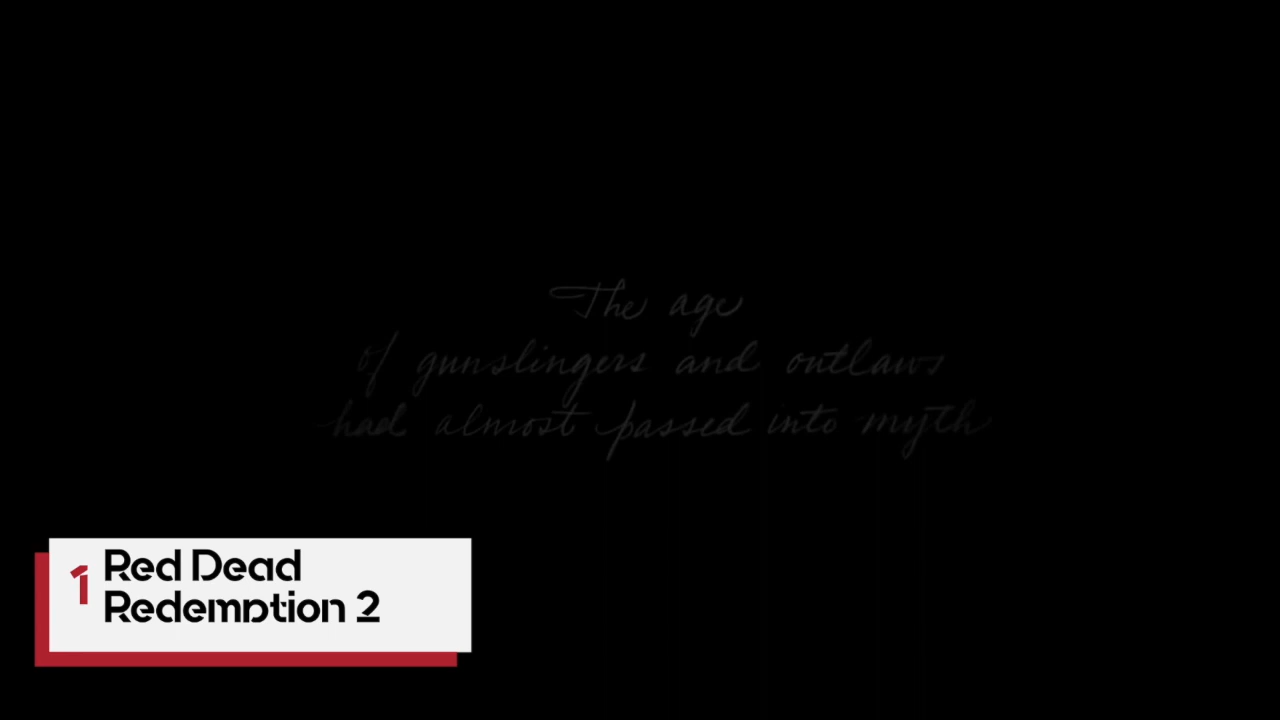 The age
of gunslingers and outlaws
had almost passed into myth
1 Red Dead
Redemption 2